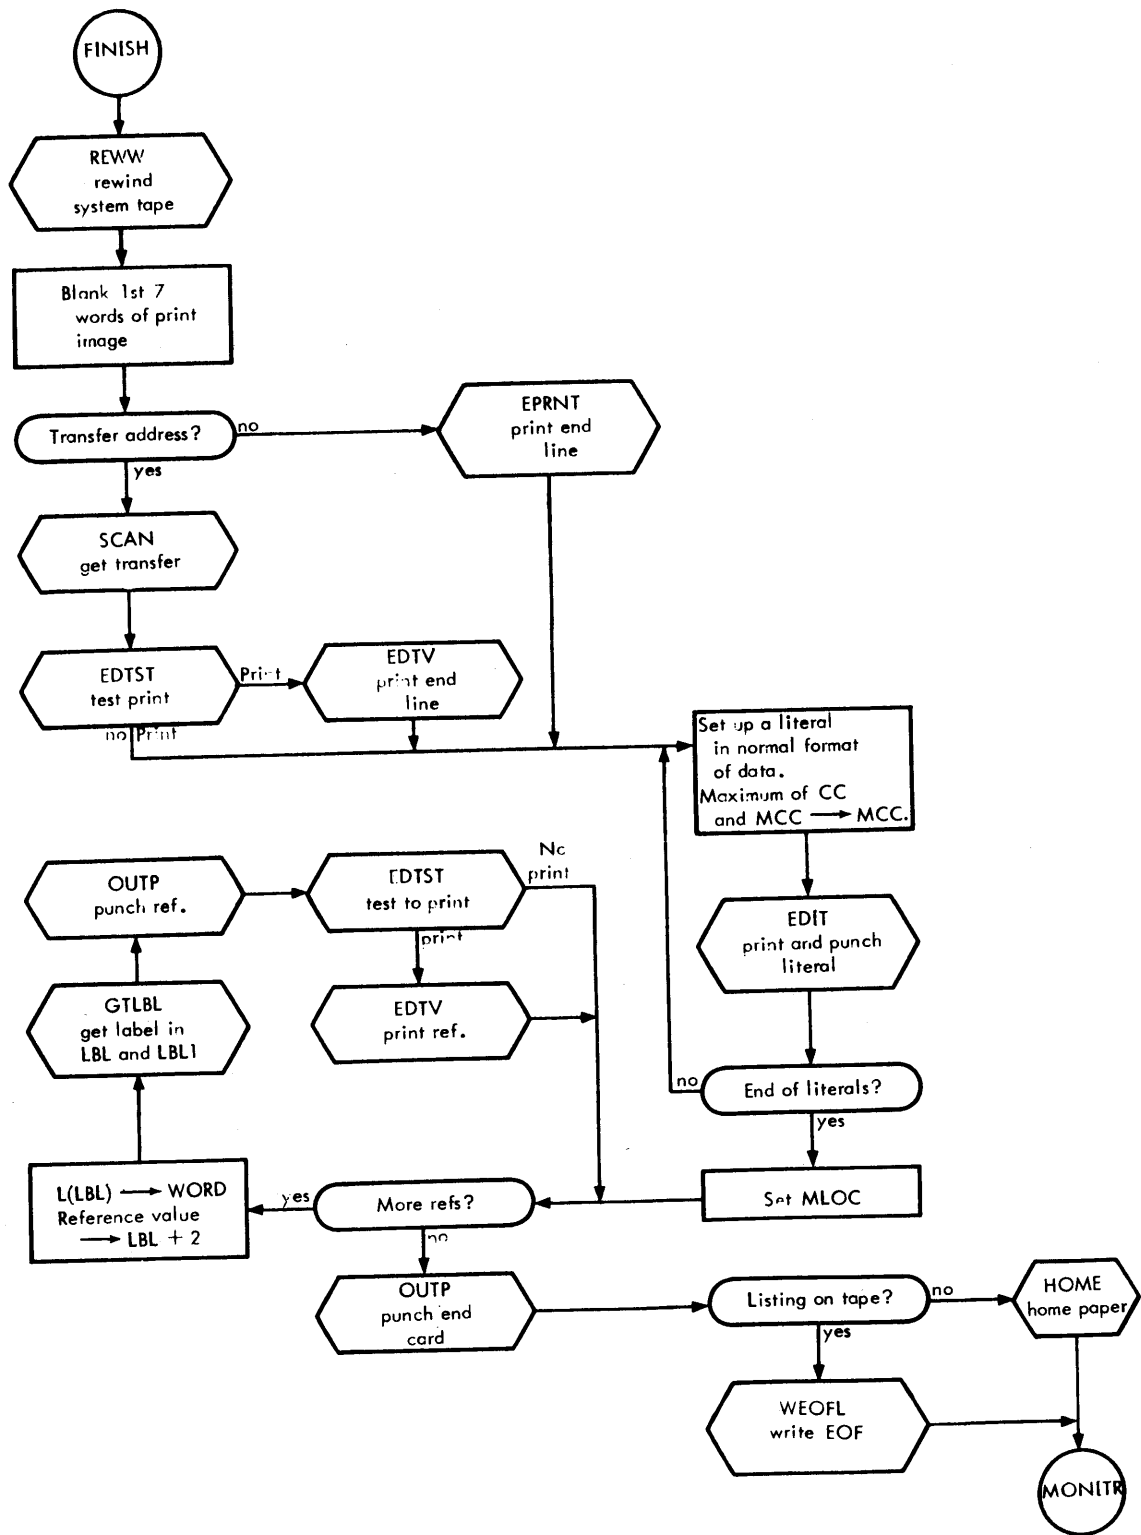 FINISH
REWW
rewind
system tape
Blank 1st 7
words of print
image
Transfer address?
no
yes
EPRNT
print end
line
SCAN
get transfer
EDTST
test print
Print
no Print
EDTV
print end
line
Set up a literal
in normal format
of data.
Maximum of CC
and MCC → MCC.
EDIT
print and punch
literal
End of literals?
no
yes
Set MLOC
More refs?
yes
no
L(LBL) → WORD
Reference value
→ LBL + 2
GTLBL
get label in
LBL and LBL1
OUTP
punch ref.
EDTST
test to print
No
print
print
EDTV
print ref.
OUTP
punch end
card
Listing on tape?
no
yes
HOME
home paper
WEOFL
write EOF
MONITR